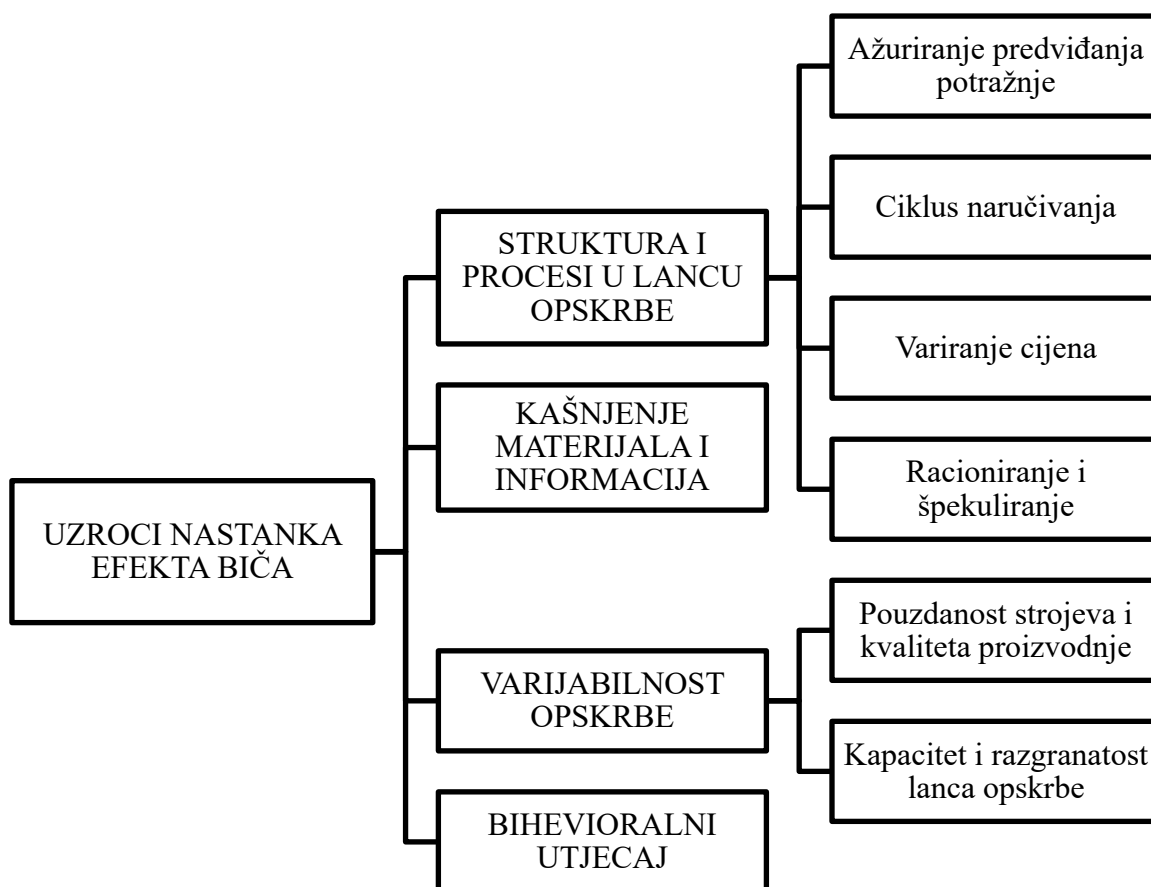 UZROCI NASTANKA
EFEKTA BIČA
STRUKTURA I
PROCESI U LANCU
OPSKRBE
Ažuriranje predviđanja
potražnje
Ciklus naručivanja
Variranje cijena
Racioniranje i
špekuliranje
KAŠNJENJE
MATERIJALA I
INFORMACIJA
VARIJABILNOST
OPSKRBE
Pouzdanost strojeva i
kvaliteta proizvodnje
Kapacitet i razgranatost
lanca opskrbe
BIHEVIORALNI
UTJECAJ